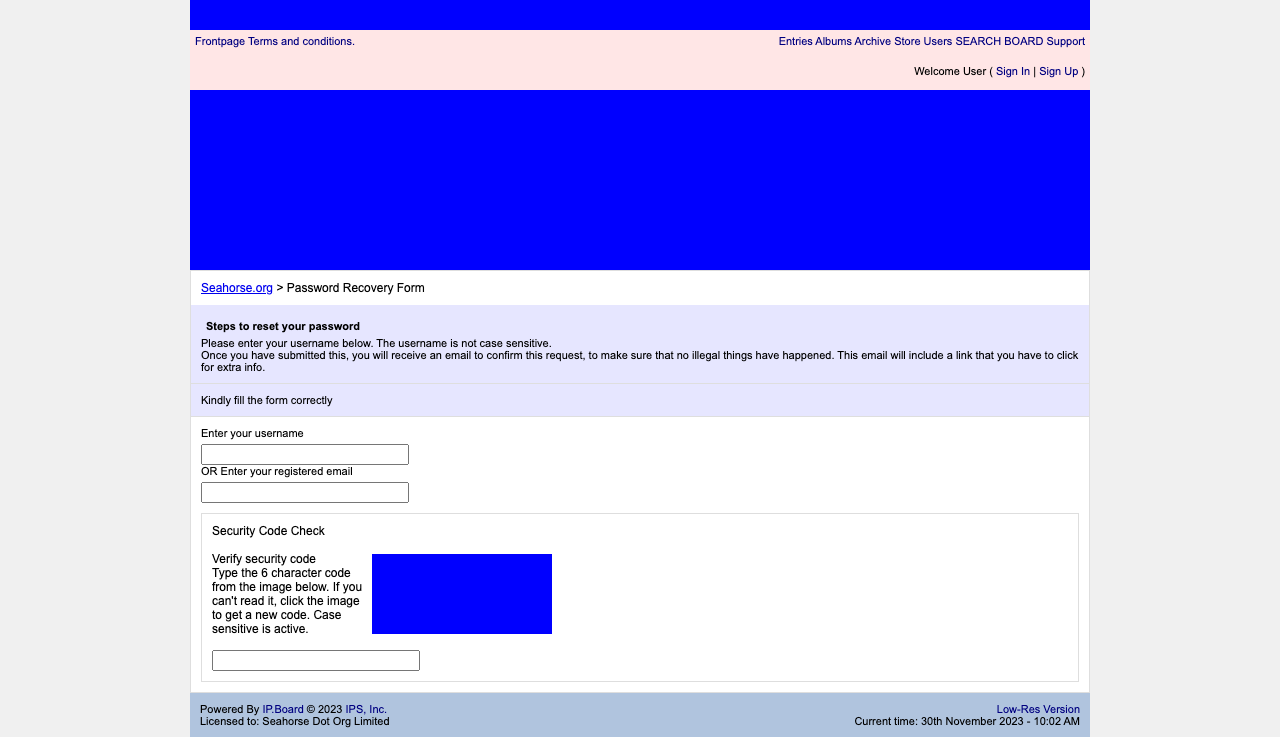 Frontpage Terms and conditions.
Entries Albums Archive Store Users SEARCH BOARD Support
Welcome User ( Sign In | Sign Up )
Seahorse.org > Password Recovery Form
Steps to reset your password
Please enter your username below. The username is not case sensitive.
Once you have submitted this, you will receive an email to confirm this request, to make sure that no illegal things have happened. This email will include a link that you have to click
for extra info.
Kindly fill the form correctly
Enter your username
OR Enter your registered email
Security Code Check
Verify security code
Type the 6 character code
from the image below. If you
can't read it, click the image
to get a new code. Case
sensitive is active.
Powered By IP.Board © 2023 IPS, Inc.
Licensed to: Seahorse Dot Org Limited
Low-Res Version
Current time: 30th November 2023 - 10:02 AM